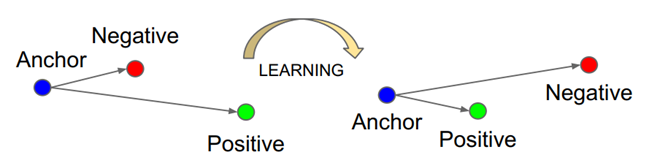 Negative
Anchor
Positive
LEARNING
Negative
Anchor
Positive